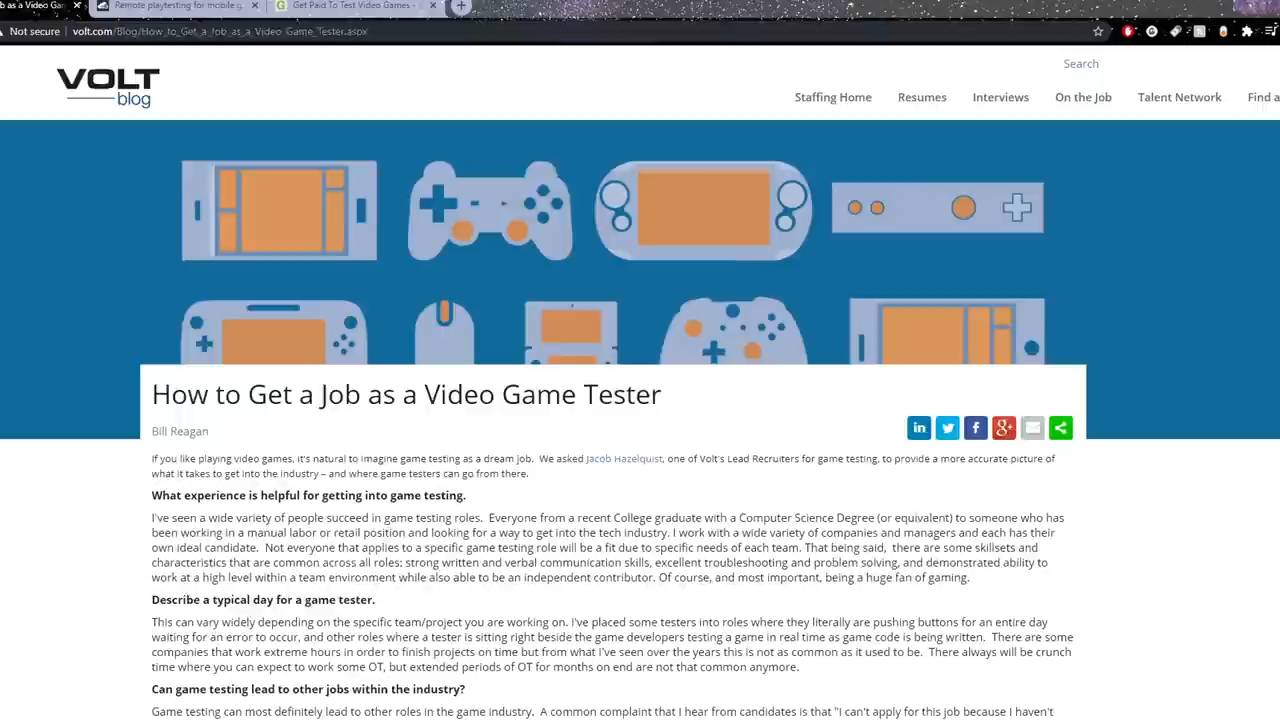 b as a Video Ga
Remote playtesting for mobile g
Get Paid To Test Video Games -
Not secure
volt.com/Blog/How_to_Get_a_Job_as_a_Video_Game_Tester.aspx
VOLT
blog
Search
Staffing Home
Resumes
Interviews
On the Job
Talent Network
Find a
How to Get a Job as a Video Game Tester
Bill Reagan
If you like playing video games, it's natural to imagine game testing as a dream job. We asked Jacob Hazelquist, one of Volt's Lead Recruiters for game testing, to provide a more accurate picture of
what it takes to get into the industry – and where game testers can go from there.
What experience is helpful for getting into game testing.
I've seen a wide variety of people succeed in game testing roles. Everyone from a recent College graduate with a Computer Science Degree (or equivalent) to someone who has
been working in a manual labor or retail position and looking for a way to get into the tech industry. I work with a wide variety of companies and managers and each has their
own ideal candidate. Not everyone that applies to a specific game testing role will be a fit due to specific needs of each team. That being said, there are some skillsets and
characteristics that are common across all roles: strong written and verbal communication skills, excellent troubleshooting and problem solving, and demonstrated ability to
work at a high level within a team environment while also able to be an independent contributor. Of course, and most important, being a huge fan of gaming.
Describe a typical day for a game tester.
This can vary widely depending on the specific team/project you are working on. I've placed some testers into roles where they literally are pushing buttons for an entire day
waiting for an error to occur, and other roles where a tester is sitting right beside the game developers testing a game in real time as game code is being written. There are some
companies that work extreme hours in order to finish projects on time but from what I've seen over the years this is not as common as it used to be. There always will be crunch
time where you can expect to work some OT, but extended periods of OT for months on end are not that common anymore.
Can game testing lead to other jobs within the industry?
Game testing can most definitely lead to other roles in the game industry. A common complaint that I hear from candidates is that "I can't apply for this job because I haven't